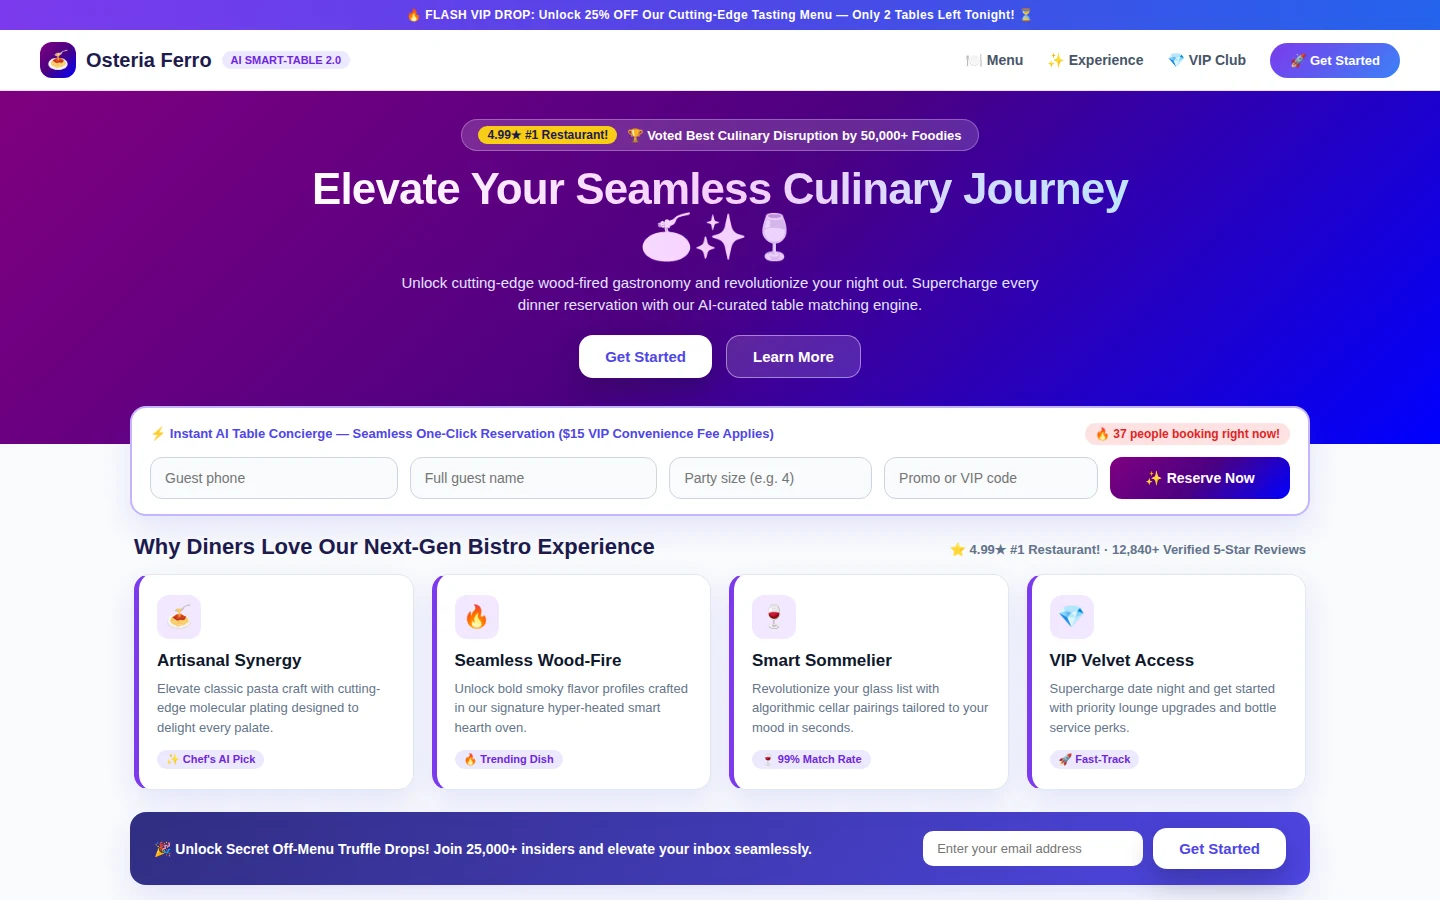 🔥 FLASH VIP DROP: Unlock 25% OFF Our Cutting-Edge Tasting Menu — Only 2 Tables Left Tonight! ⏳
🍝 Osteria Ferro AI SMART-TABLE 2.0
🍽️ Menu ✨ Experience 💎 VIP Club 🚀 Get Started
4.99★ #1 Restaurant! 🏆 Voted Best Culinary Disruption by 50,000+ Foodies
Elevate Your Seamless Culinary Journey
🍝✨🍷
Unlock cutting-edge wood-fired gastronomy and revolutionize your night out. Supercharge every
dinner reservation with our AI-curated table matching engine.
Get Started Learn More
⚡ Instant AI Table Concierge — Seamless One-Click Reservation ($15 VIP Convenience Fee Applies)
🔥 37 people booking right now!
Guest phone Full guest name Party size (e.g. 4) Promo or VIP code ✨ Reserve Now
Why Diners Love Our Next-Gen Bistro Experience
⭐ 4.99★ #1 Restaurant! · 12,840+ Verified 5-Star Reviews
🍝
Artisanal Synergy
Elevate classic pasta craft with cutting-
edge molecular plating designed to
delight every palate.
✨ Chef's AI Pick
🔥
Seamless Wood-Fire
Unlock bold smoky flavor profiles crafted
in our signature hyper-heated smart
hearth oven.
🔥 Trending Dish
🍷
Smart Sommelier
Revolutionize your glass list with
algorithmic cellar pairings tailored to your
mood in seconds.
🍷 99% Match Rate
💎
VIP Velvet Access
Supercharge date night and get started
with priority lounge upgrades and bottle
service perks.
🚀 Fast-Track
🎉 Unlock Secret Off-Menu Truffle Drops! Join 25,000+ insiders and elevate your inbox seamlessly.
Enter your email address Get Started